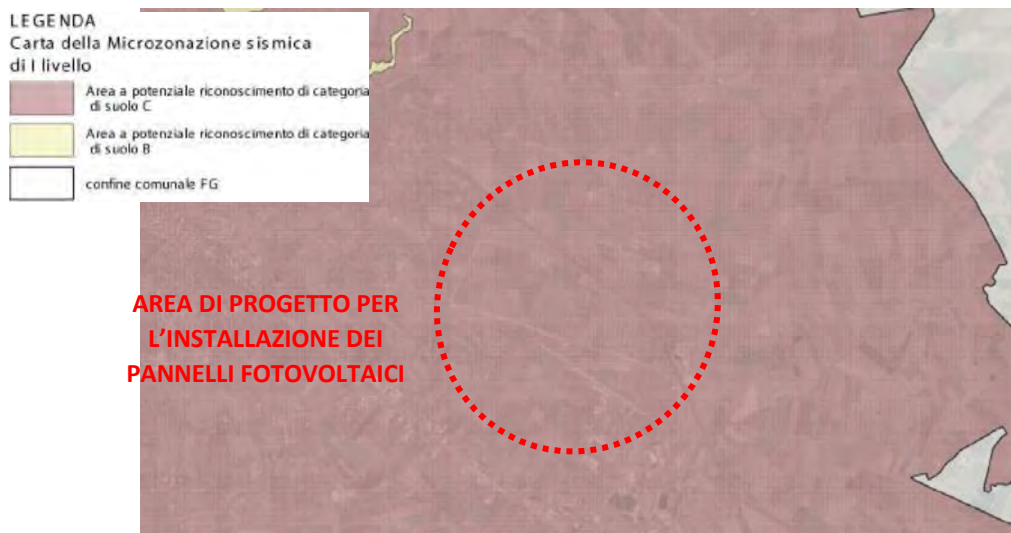 LEGENDA
Carta della Microzonazione sismica
di I livello
Area a potenziale riconoscimento di categoria
di suolo C
Area a potenziale riconoscimento di categoria
di suolo B
confine comunale FG
AREA DI PROGETTO PER
L’INSTALLAZIONE DEI
PANNELLI FOTOVOLTAICI